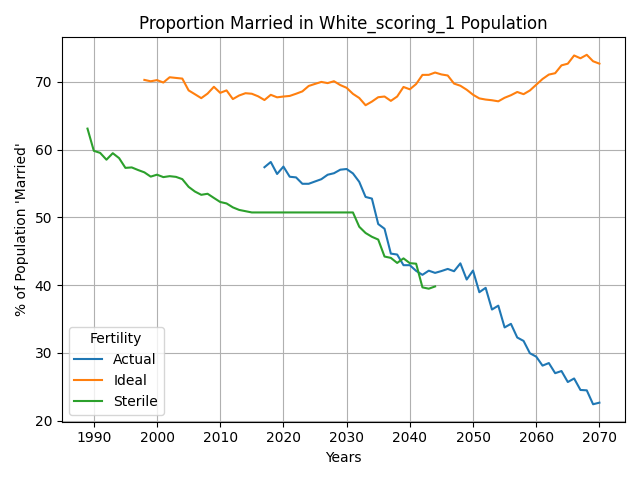 Proportion Married in White_scoring_1 Population
% of Population 'Married'
70
60
50
40
30
20
Fertility
Actual
Ideal
Sterile
1990 2000 2010 2020 2030 2040 2050 2060 2070
Years